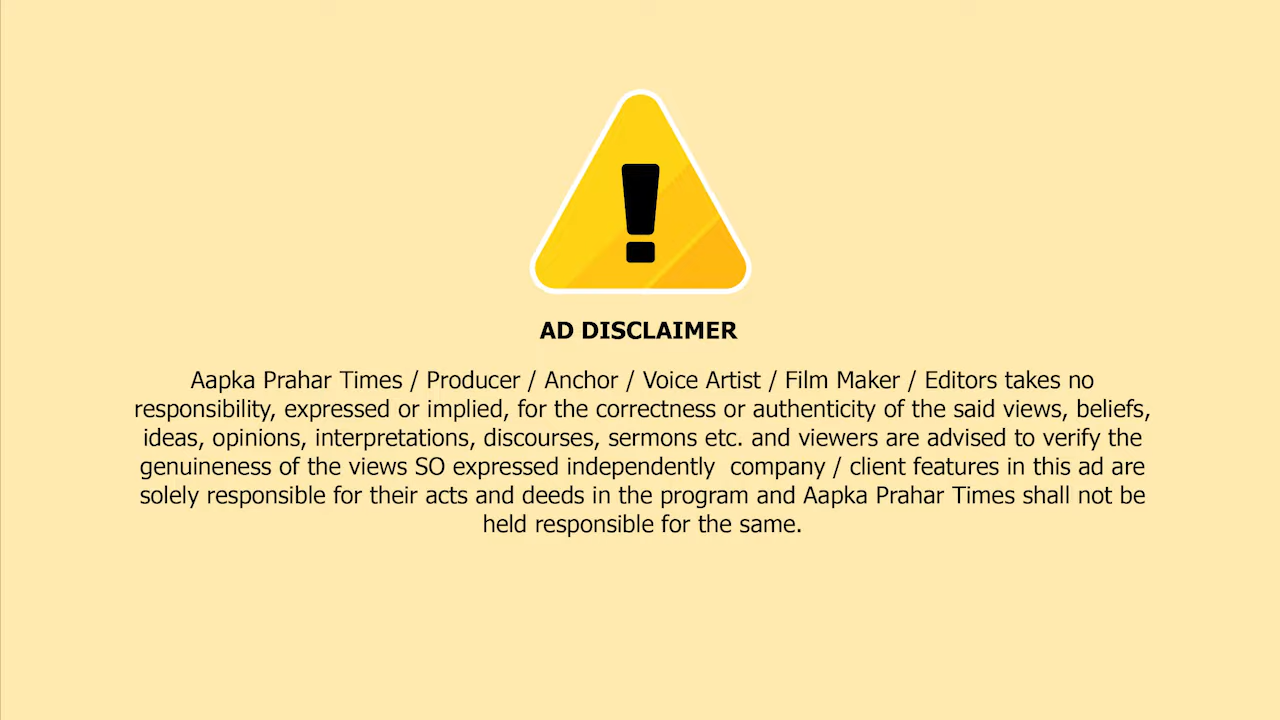 AD DISCLAIMER
Aapka Prahar Times / Producer / Anchor / Voice Artist / Film Maker / Editors takes no
responsibility, expressed or implied, for the correctness or authenticity of the said views, beliefs,
ideas, opinions, interpretations, discourses, sermons etc. and viewers are advised to verify the
genuineness of the views SO expressed independently  company / client features in this ad are
solely responsible for their acts and deeds in the program and Aapka Prahar Times shall not be
held responsible for the same.